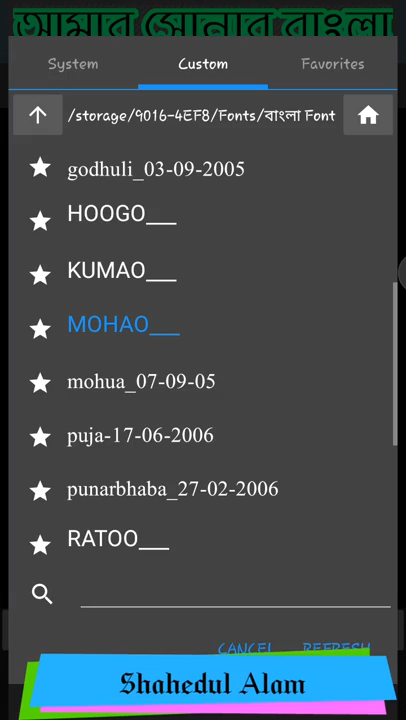 আমার সোনার বাংলা
System Custom Favorites
/storage/9016-4EF8/Fonts/বাংলা Font
godhuli_03-09-2005
HOOGO___
KUMAO___
MOHAO___
mohua_07-09-05
puja-17-06-2006
punarbhaba_27-02-2006
RATOO___
CANCEL REFRESH
Shahedul Alam